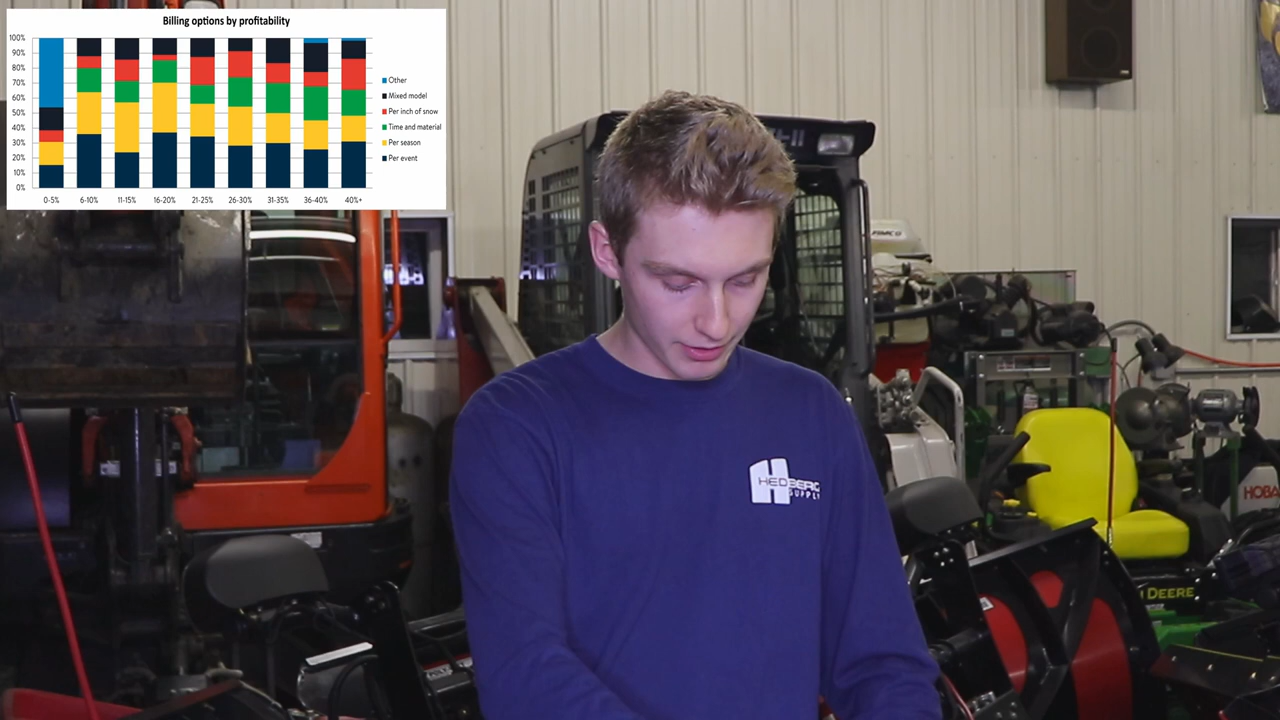 Billing options by profitability
100%
90%
80%
70%
60%
50%
40%
30%
20%
10%
0%
0-5% 6-10% 11-15% 16-20% 21-25% 26-30% 31-35% 36-40% 40%+
Other
Mixed model
Per inch of snow
Time and material
Per season
Per event
HEDBERG
SUPPLY
HOBA
DEERE